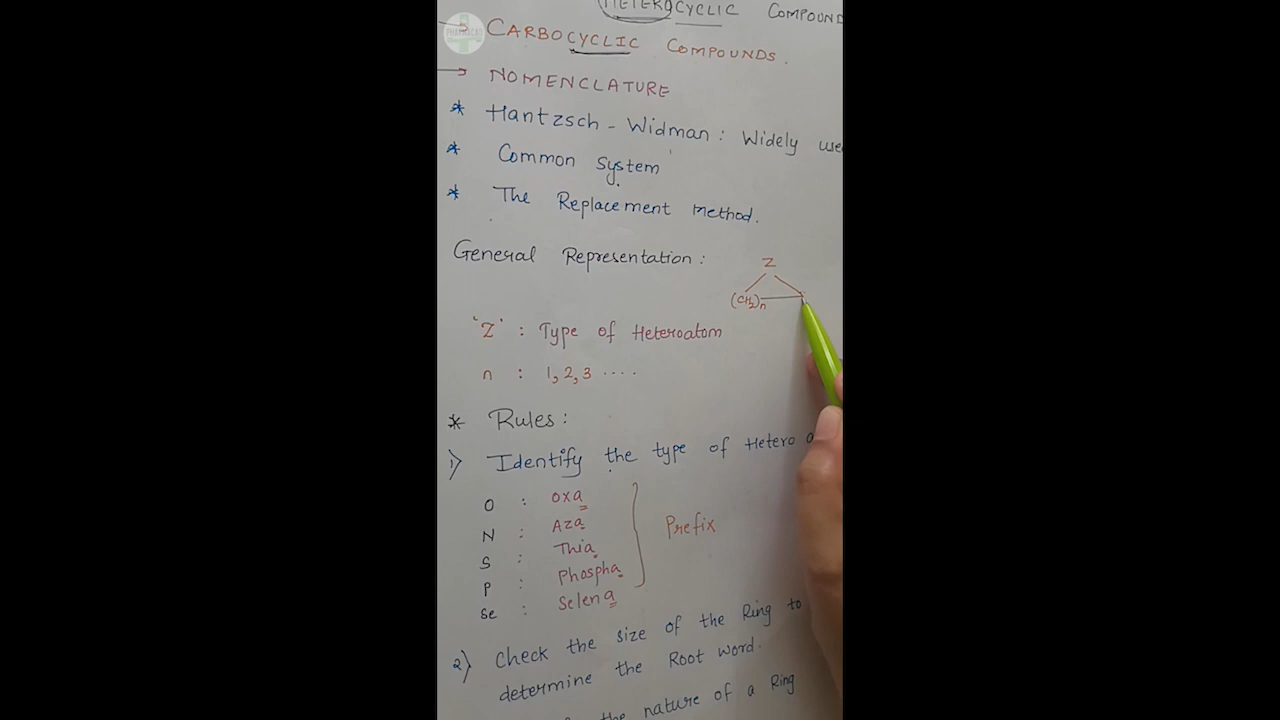 HETEROCYCLIC COMPOUND
→ CARBOCYCLIC COMPOUNDS.
→ NOMENCLATURE
* Hantzsch - Widman : Widely use
* Common System
* The Replacement method.
General Representation :
Z
(CH2)n
'Z' : Type of Heteroatom
n : 1, 2, 3 ....
* Rules :
1) Identify the type of Hetero a
O : oxa
N : Aza
S : Thia
P : Phospha
Se : Selena
Prefix
2) Check the size of the Ring to
determine the Root word.
the nature of a Ring